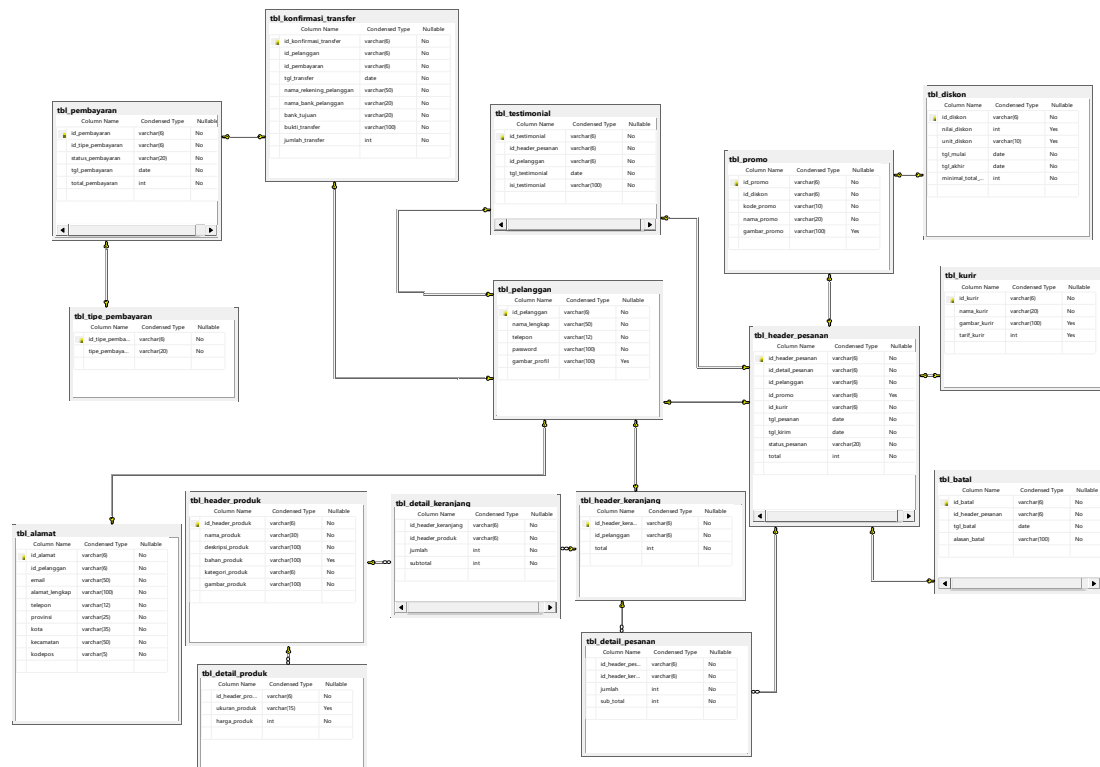 tbl_konfirmasi_transfer
Column Name Condensed Type Nullable
id_konfirmasi_transfer varchar(6) No
id_pelanggan varchar(6) No
id_pembayaran varchar(6) No
tgl_transfer date No
nama_rekening_pelanggan varchar(50) No
nama_bank_pelanggan varchar(20) No
bank_tujuan varchar(20) No
bukti_transfer varchar(100) No
jumlah_transfer int No
tbl_pembayaran
Column Name Condensed Type Nullable
id_pembayaran varchar(6) No
id_tipe_pembayaran varchar(6) No
status_pembayaran varchar(20) No
tgl_pembayaran date No
total_pembayaran int No
tbl_testimonial
Column Name Condensed Type Nullable
id_testimonial varchar(6) No
id_header_pesanan varchar(6) No
id_pelanggan varchar(6) No
tgl_testimonial date No
isi_testimonial varchar(100) No
tbl_diskon
Column Name Condensed Type Nullable
id_diskon varchar(6) No
nilai_diskon int Yes
unit_diskon varchar(10) Yes
tgl_mulai date No
tgl_akhir date No
minimal_total_... int No
tbl_promo
Column Name Condensed Type Nullable
id_promo varchar(6) No
id_diskon varchar(6) No
kode_promo varchar(10) No
nama_promo varchar(20) No
gambar_promo varchar(100) Yes
tbl_kurir
Column Name Condensed Type Nullable
id_kurir varchar(6) No
nama_kurir varchar(20) No
gambar_kurir varchar(100) Yes
tarif_kurir int Yes
tbl_pelanggan
Column Name Condensed Type Nullable
id_pelanggan varchar(6) No
nama_lengkap varchar(50) No
telepon varchar(12) No
password varchar(100) No
gambar_profil varchar(100) Yes
tbl_tipe_pembayaran
Column Name Condensed Type Nullable
id_tipe_pemba... varchar(6) No
tipe_pembaya... varchar(20) No
tbl_header_pesanan
Column Name Condensed Type Nullable
id_header_pesanan varchar(6) No
id_detail_pesanan varchar(6) No
id_pelanggan varchar(6) No
id_promo varchar(6) Yes
id_kurir varchar(6) No
tgl_pesanan date No
tgl_kirim date No
status_pesanan varchar(20) No
total int No
tbl_batal
Column Name Condensed Type Nullable
id_batal varchar(6) No
id_header_pesanan varchar(6) No
tgl_batal date No
alasan_batal varchar(100) No
tbl_header_produk
Column Name Condensed Type Nullable
id_header_produk varchar(6) No
nama_produk varchar(30) No
deskripsi_produk varchar(100) No
bahan_produk varchar(100) Yes
kategori_produk varchar(6) No
gambar_produk varchar(100) No
tbl_detail_keranjang
Column Name Condensed Type Nullable
id_header_keranjang varchar(6) No
id_header_produk varchar(6) No
jumlah int No
subtotal int No
tbl_header_keranjang
Column Name Condensed Type Nullable
id_header_kera... varchar(6) No
id_pelanggan varchar(6) No
total int No
tbl_alamat
Column Name Condensed Type Nullable
id_alamat varchar(6) No
id_pelanggan varchar(6) No
email varchar(50) No
alamat_lengkap varchar(100) No
telepon varchar(12) No
provinsi varchar(25) No
kota varchar(35) No
kecamatan varchar(50) No
kodepos varchar(5) No
tbl_detail_pesanan
Column Name Condensed Type Nullable
id_header_pes... varchar(6) No
id_header_ker... varchar(6) No
jumlah int No
sub_total int No
tbl_detail_produk
Column Name Condensed Type Nullable
id_header_pro... varchar(6) No
ukuran_produk varchar(15) Yes
harga_produk int No